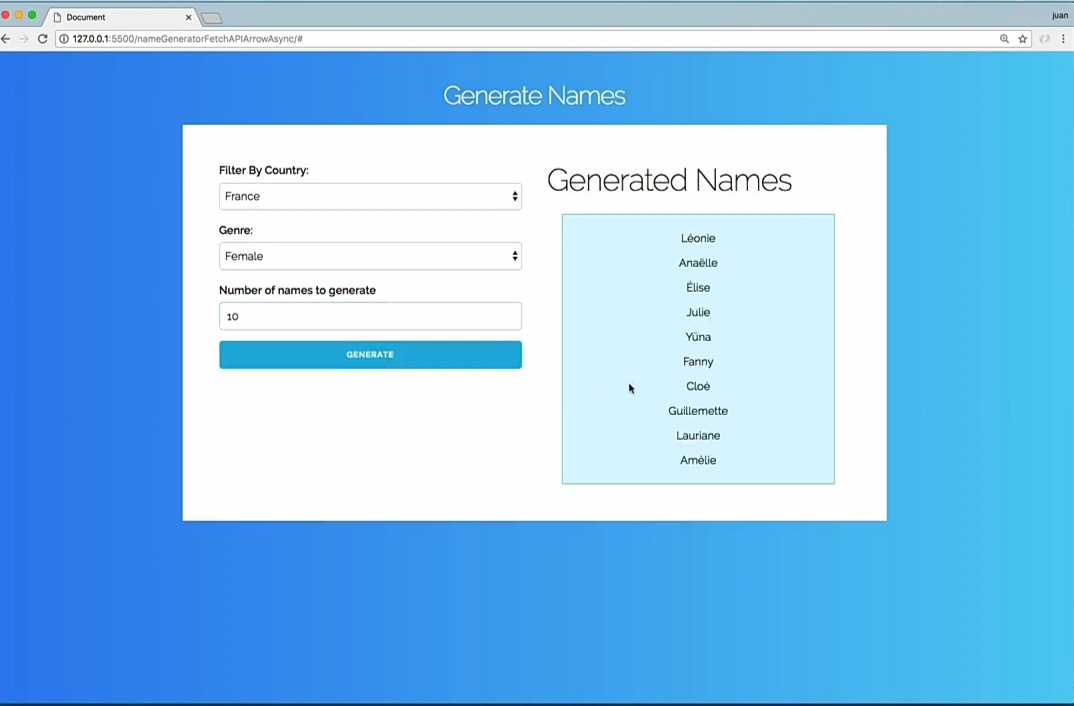 Document
juan
127.0.0.1:5500/nameGeneratorFetchAPIArrowAsync/#
Generate Names
Filter By Country:
France
Genre:
Female
Number of names to generate
10
GENERATE
Generated Names
Léonie
Anaëlle
Élise
Julie
Yüna
Fanny
Cloé
Guillemette
Lauriane
Amélie